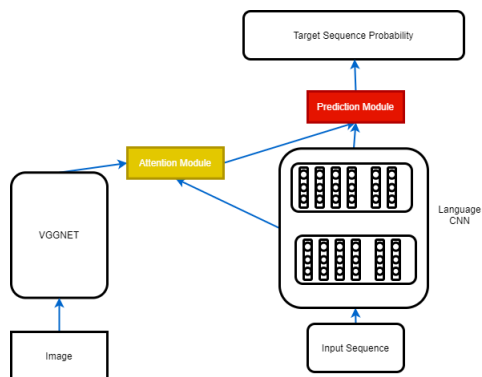 Target Sequence Probability
Prediction Module
Attention Module
VGGNET
Language
CNN
Image
Input Sequence